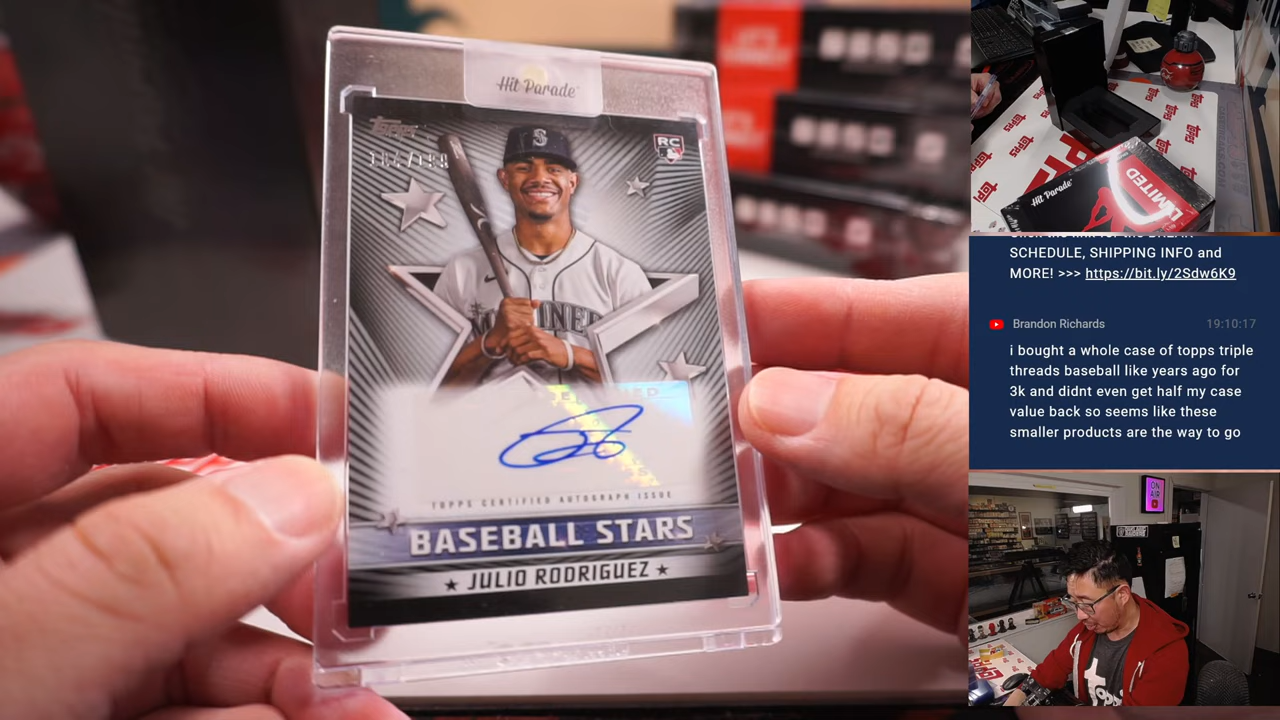 Hit Parade
topps
RC
S
BASEBALL STARS
JULIO RODRIGUEZ
TOPPS CERTIFIED AUTOGRAPH ISSUE
Hit Parade
LIMITED
SCHEDULE, SHIPPING INFO and
MORE! >>> https://bit.ly/2Sdw6K9
Brandon Richards 19:10:17
i bought a whole case of topps triple
threads baseball like years ago for
3k and didnt even get half my case
value back so seems like these
smaller products are the way to go
ON
AIR